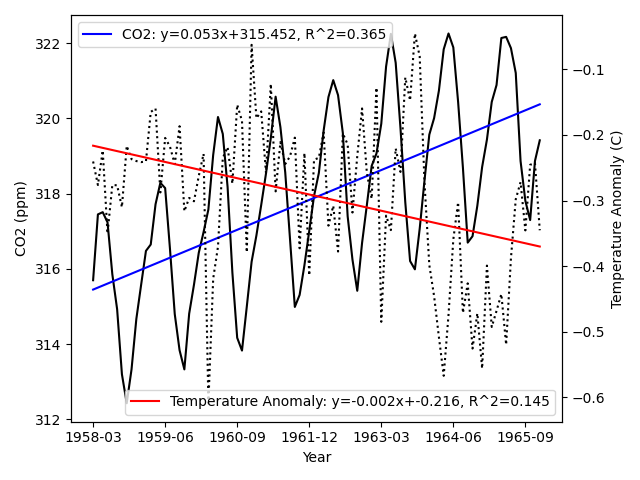 CO2: y=0.053x+315.452, R^2=0.365
322
320
318
316
314
312
CO2 (ppm)
−0.1
−0.2
−0.3
−0.4
−0.5
−0.6
Temperature Anomaly (C)
Temperature Anomaly: y=-0.002x+-0.216, R^2=0.145
1958-03 1959-06 1960-09 1961-12 1963-03 1964-06 1965-09
Year